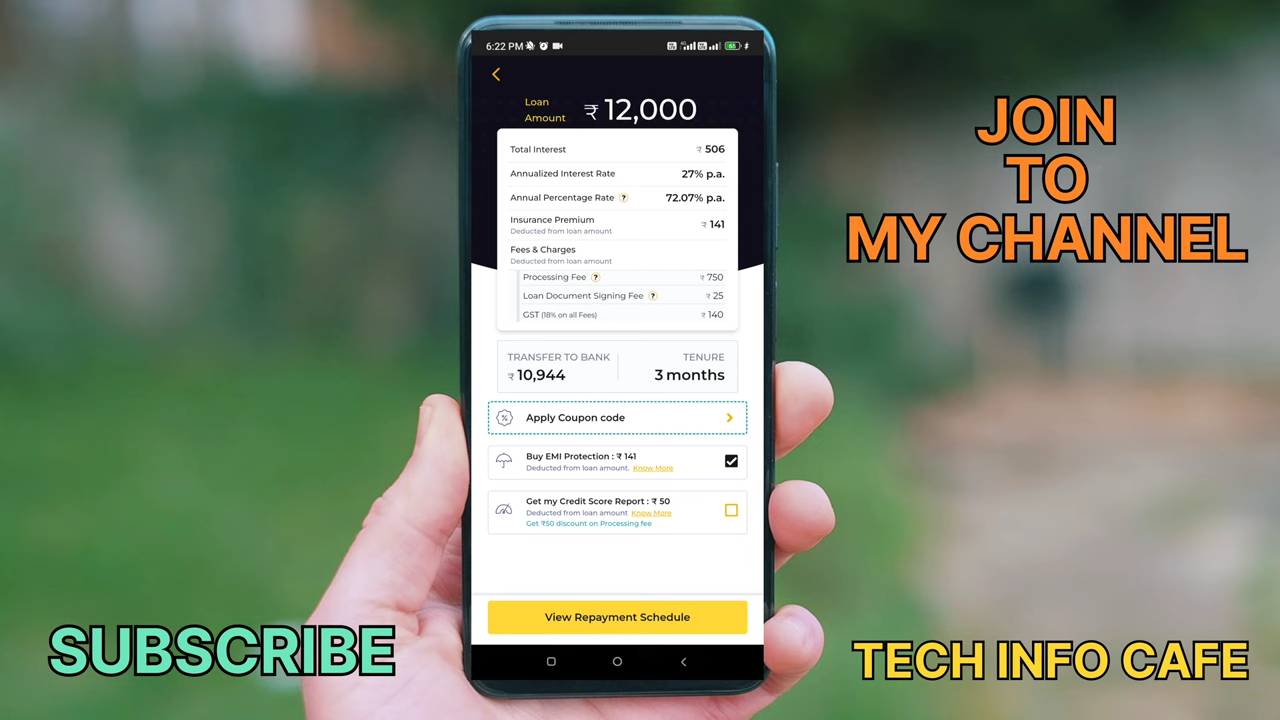 6:22 PM
65
Loan
Amount
₹ 12,000
Total Interest ₹ 506
Annualized Interest Rate 27% p.a.
Annual Percentage Rate ? 72.07% p.a.
Insurance Premium
Deducted from loan amount
₹ 141
Fees & Charges
Deducted from loan amount
Processing Fee ? ₹ 750
Loan Document Signing Fee ? ₹ 25
GST (18% on all Fees) ₹ 140
TRANSFER TO BANK TENURE
₹ 10,944 3 months
% Apply Coupon code
Buy EMI Protection : ₹ 141
Deducted from loan amount. Know More
Get my Credit Score Report : ₹ 50
Deducted from loan amount Know More
Get ₹50 discount on Processing fee
View Repayment Schedule
JOIN
TO
MY CHANNEL
SUBSCRIBE
TECH INFO CAFE